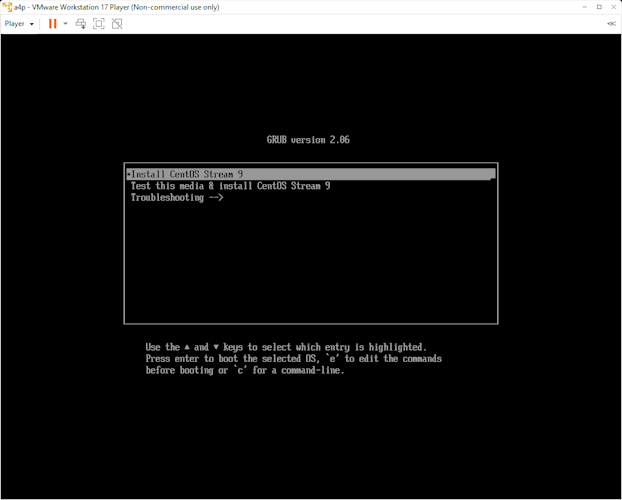 a4p - VMware Workstation 17 Player (Non-commercial use only)
Player
GRUB version 2.06
*Install CentOS Stream 9
Test this media & install CentOS Stream 9
Troubleshooting -->
Use the ▲ and ▼ keys to select which entry is highlighted.
Press enter to boot the selected OS, `e' to edit the commands
before booting or `c' for a command-line.